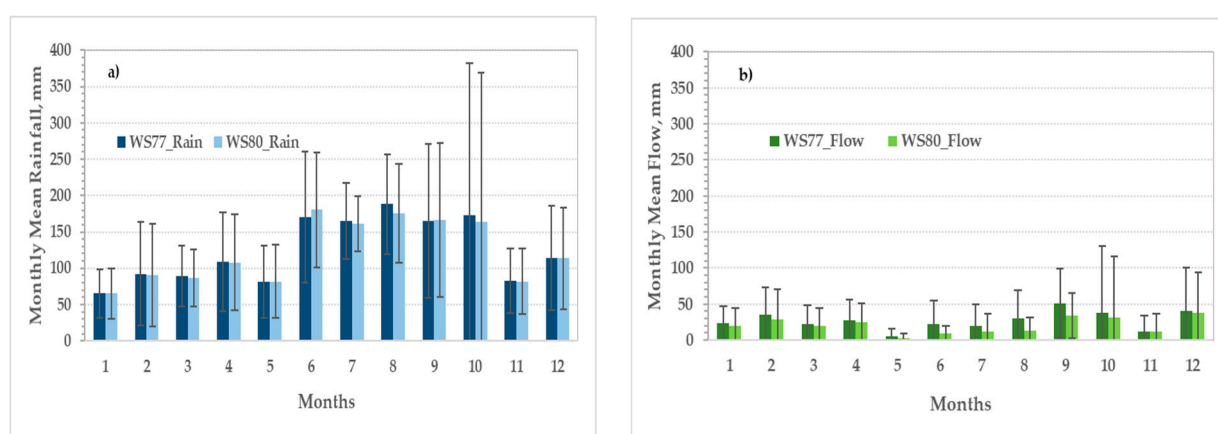 a)
Monthly Mean Rainfall, mm
400
350
300
250
200
150
100
50
0
WS77_Rain WS80_Rain
1 2 3 4 5 6 7 8 9 10 11 12
Months
b)
Monthly Mean Flow, mm
400
350
300
250
200
150
100
50
0
WS77_Flow WS80_Flow
1 2 3 4 5 6 7 8 9 10 11 12
Months